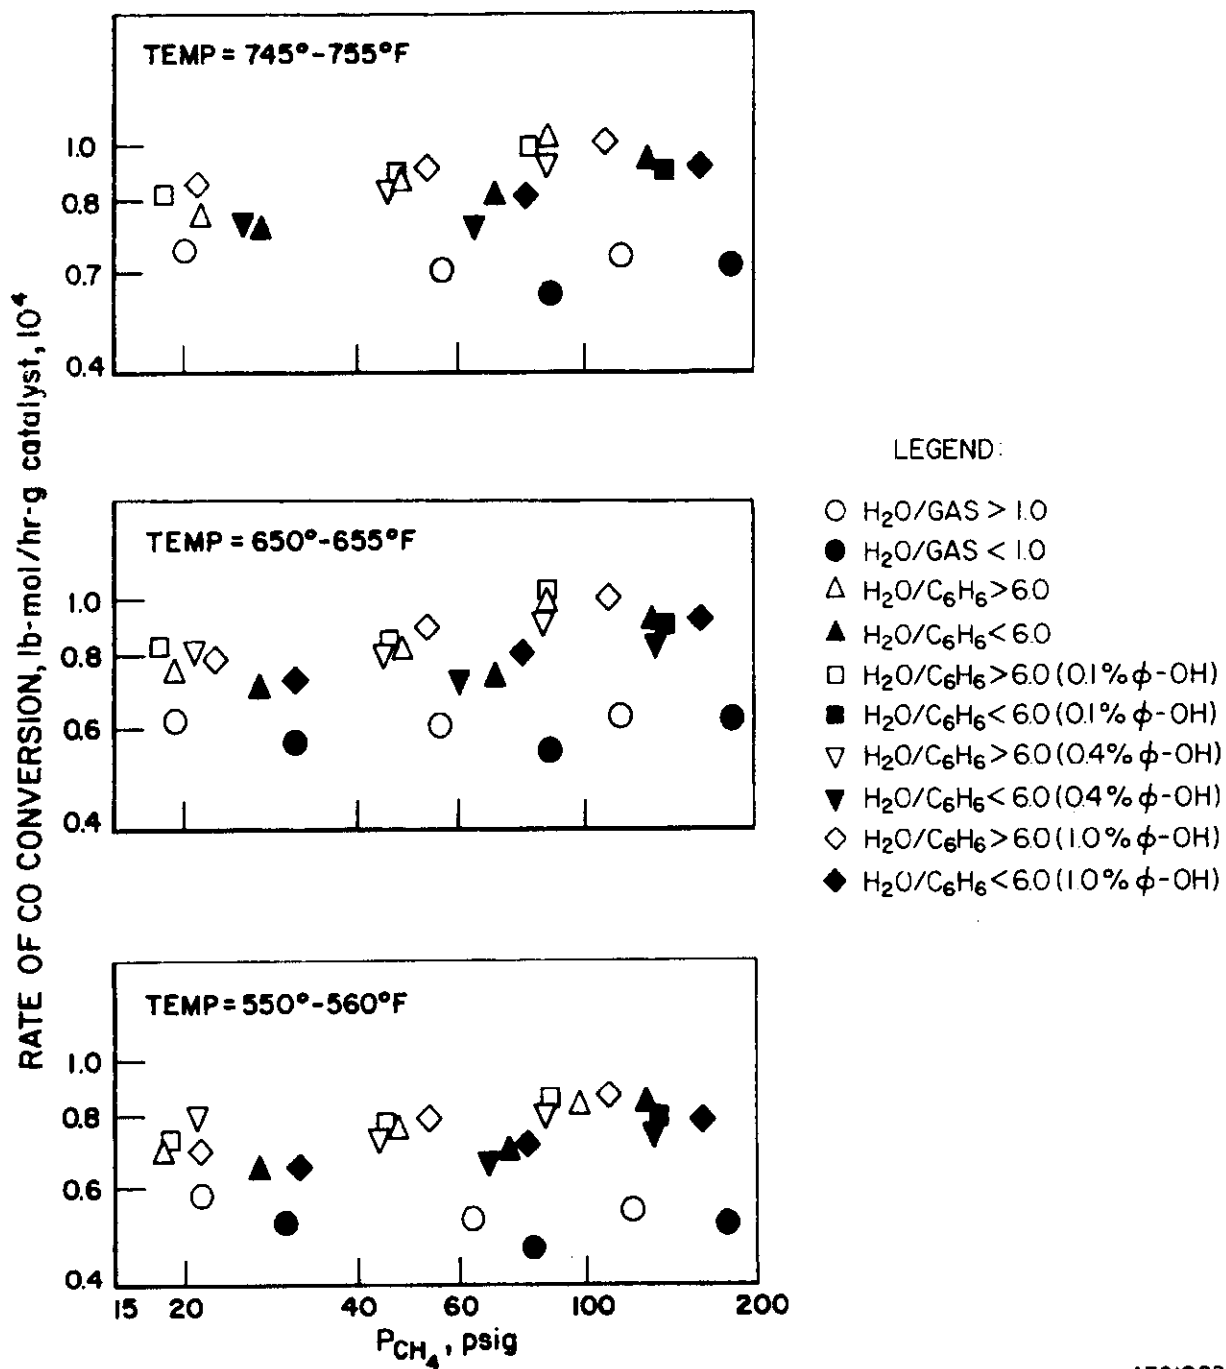 TEMP = 745°-755°F
1.0
0.8
0.7
0.4
RATE OF CO CONVERSION, lb-mol/hr-g catalyst, 10⁴
TEMP = 650°-655°F
1.0
0.8
0.6
0.4
LEGEND:
H₂O/GAS > 1.0
H₂O/GAS < 1.0
H₂O/C₆H₆ > 6.0
H₂O/C₆H₆ < 6.0
H₂O/C₆H₆ > 6.0 (0.1% ϕ-OH)
H₂O/C₆H₆ < 6.0 (0.1% ϕ-OH)
H₂O/C₆H₆ > 6.0 (0.4% ϕ-OH)
H₂O/C₆H₆ < 6.0 (0.4% ϕ-OH)
H₂O/C₆H₆ > 6.0 (1.0% ϕ-OH)
H₂O/C₆H₆ < 6.0 (1.0% ϕ-OH)
TEMP = 550°-560°F
1.0
0.8
0.6
0.4
15 20 40 60 100 200
P_CH₄, psig